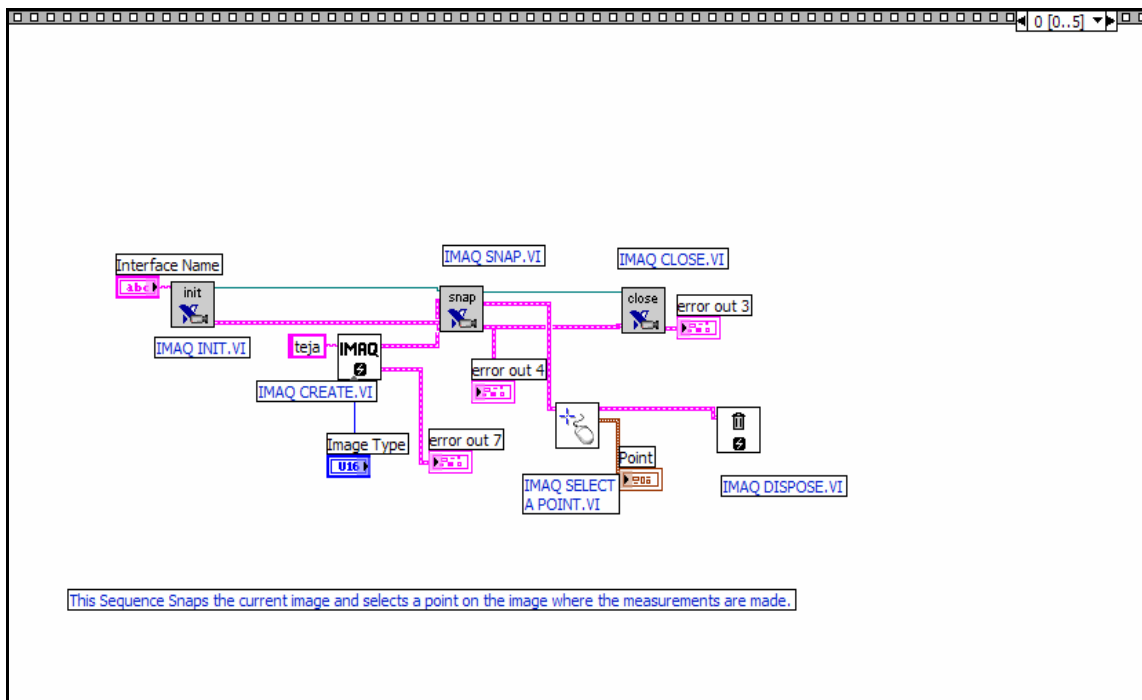 0 [0..5]
IMAQ SNAP.VI
IMAQ CLOSE.VI
Interface Name
abc
init
snap
close
error out 3
IMAQ INIT.VI
teja
IMAQ
error out 4
IMAQ CREATE.VI
Image Type
error out 7
U16
Point
IMAQ SELECT
A POINT.VI
IMAQ DISPOSE.VI
This Sequence Snaps the current image and selects a point on the image where the measurements are made.